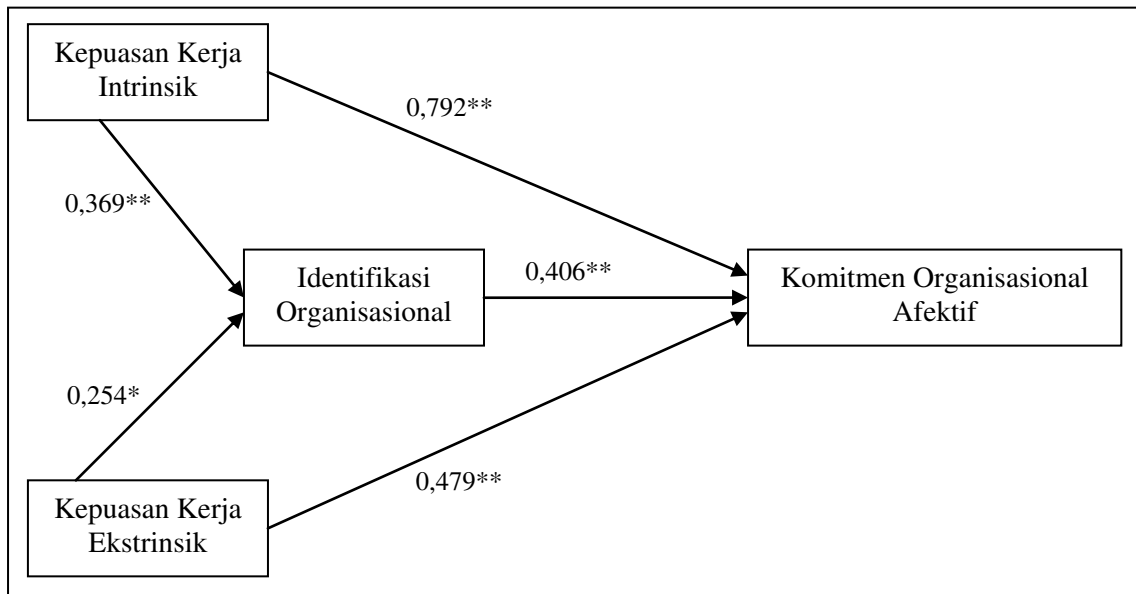 Kepuasan Kerja
Intrinsik
0,792**
0,369**
Identifikasi
Organisasional
0,406**
Komitmen Organisasional
Afektif
0,254*
0,479**
Kepuasan Kerja
Ekstrinsik